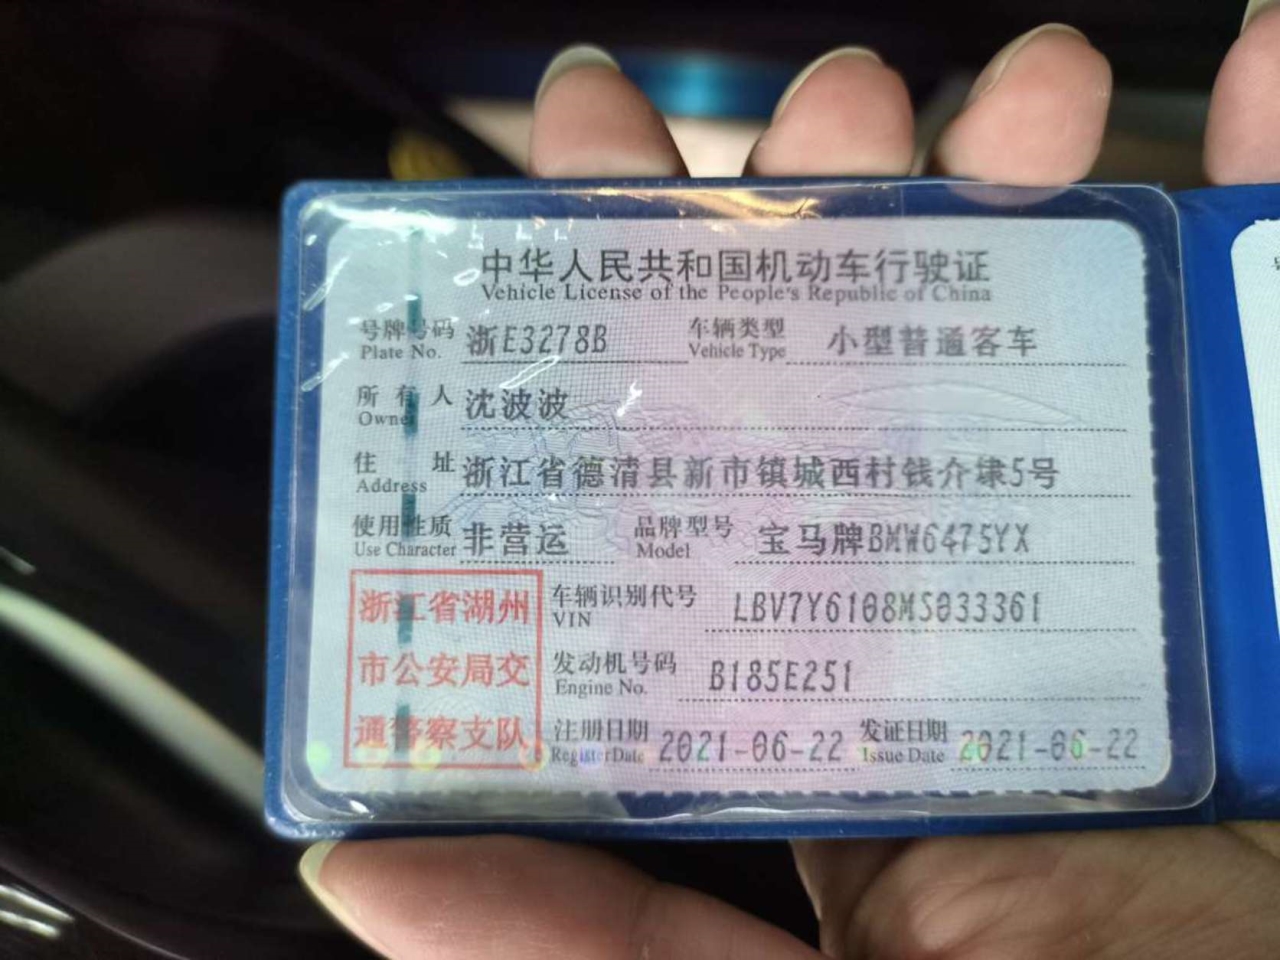 中华人民共和国机动车行驶证
Vehicle License of the People's Republic of China
号牌号码 浙E3278B 车辆类型 小型普通客车
Plate No. Vehicle Type
所有人 沈波波
Owner
住址 浙江省德清县新市镇城西村钱介埭5号
Address
使用性质 非营运 品牌型号 宝马牌BMW6475YX
Use Character Model
浙江省湖州
市公安局交
通警察支队
车辆识别代号 LBV7Y6108MS033361
VIN
发动机号码 B185E251
Engine No.
注册日期 2021-06-22 发证日期 2021-06-22
Register Date Issue Date